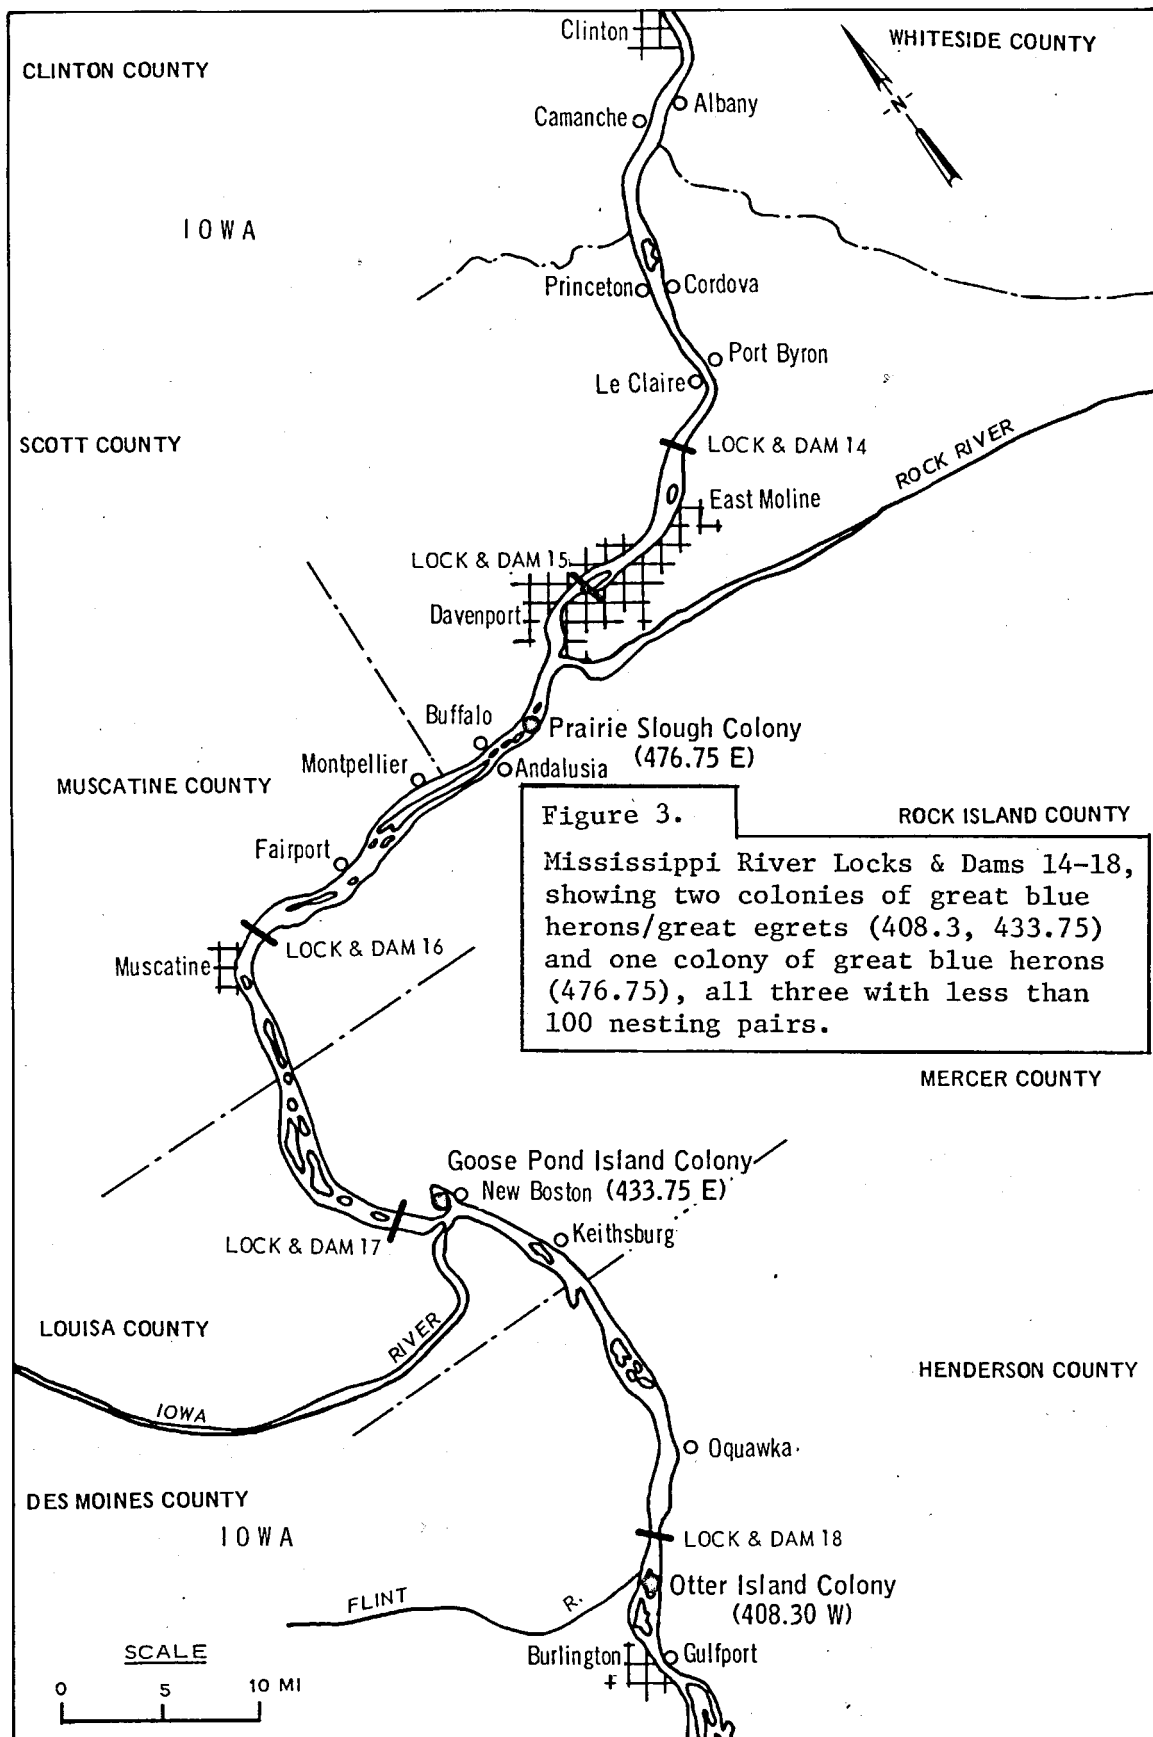 Clinton
WHITESIDE COUNTY
CLINTON COUNTY
N
Albany
Camanche
IOWA
Princeton
Cordova
Port Byron
Le Claire
SCOTT COUNTY
LOCK & DAM 14
ROCK RIVER
East Moline
LOCK & DAM 15
Davenport
Buffalo
Prairie Slough Colony
(476.75 E)
Montpellier
Andalusia
MUSCATINE COUNTY
Figure 3.
ROCK ISLAND COUNTY
Fairport
Mississippi River Locks & Dams 14-18,
showing two colonies of great blue
herons/great egrets (408.3, 433.75)
and one colony of great blue herons
(476.75), all three with less than
100 nesting pairs.
LOCK & DAM 16
Muscatine
MERCER COUNTY
Goose Pond Island Colony
New Boston (433.75 E)
Keithsburg
LOCK & DAM 17
LOUISA COUNTY
IOWA RIVER
HENDERSON COUNTY
Oquawka
DES MOINES COUNTY
IOWA
LOCK & DAM 18
Otter Island Colony
(408.30 W)
FLINT R.
Burlington
Gulfport
SCALE
0 5 10 MI